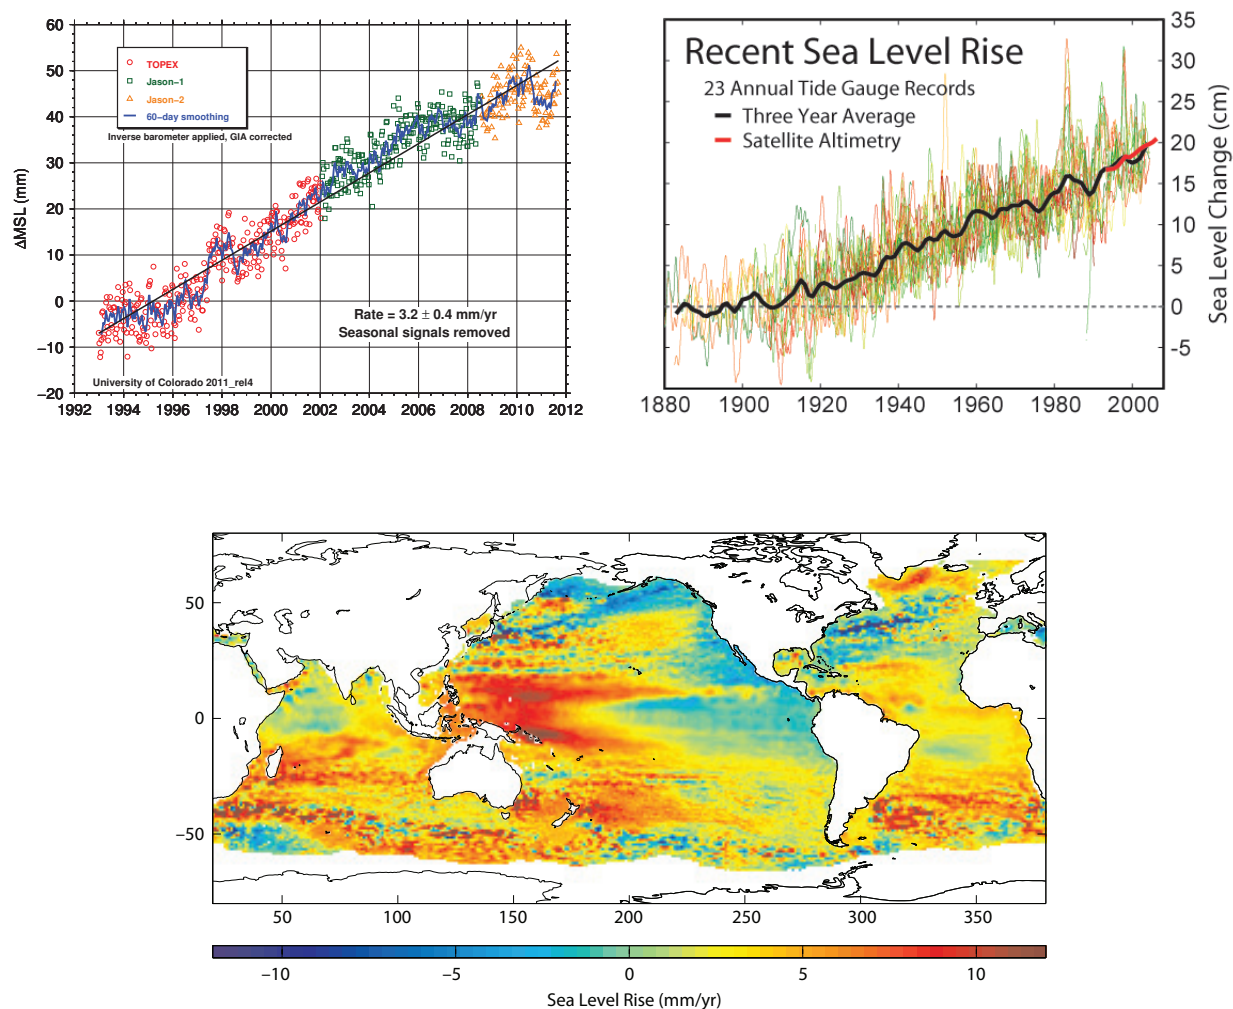 60
50
40
30
20
10
0
−10
−20
ΔMSL (mm)
TOPEX
Jason−1
Jason−2
60−day smoothing
Inverse barometer applied, GIA corrected
Rate = 3.2 ± 0.4 mm/yr
Seasonal signals removed
University of Colorado 2011_rel4
1992 1994 1996 1998 2000 2002 2004 2006 2008 2010 2012
Recent Sea Level Rise
23 Annual Tide Gauge Records
Three Year Average
Satellite Altimetry
35
30
25
20
15
10
5
0
-5
Sea Level Change (cm)
1880 1900 1920 1940 1960 1980 2000
50
0
−50
50 100 150 200 250 300 350
−10 −5 0 5 10
Sea Level Rise (mm/yr)